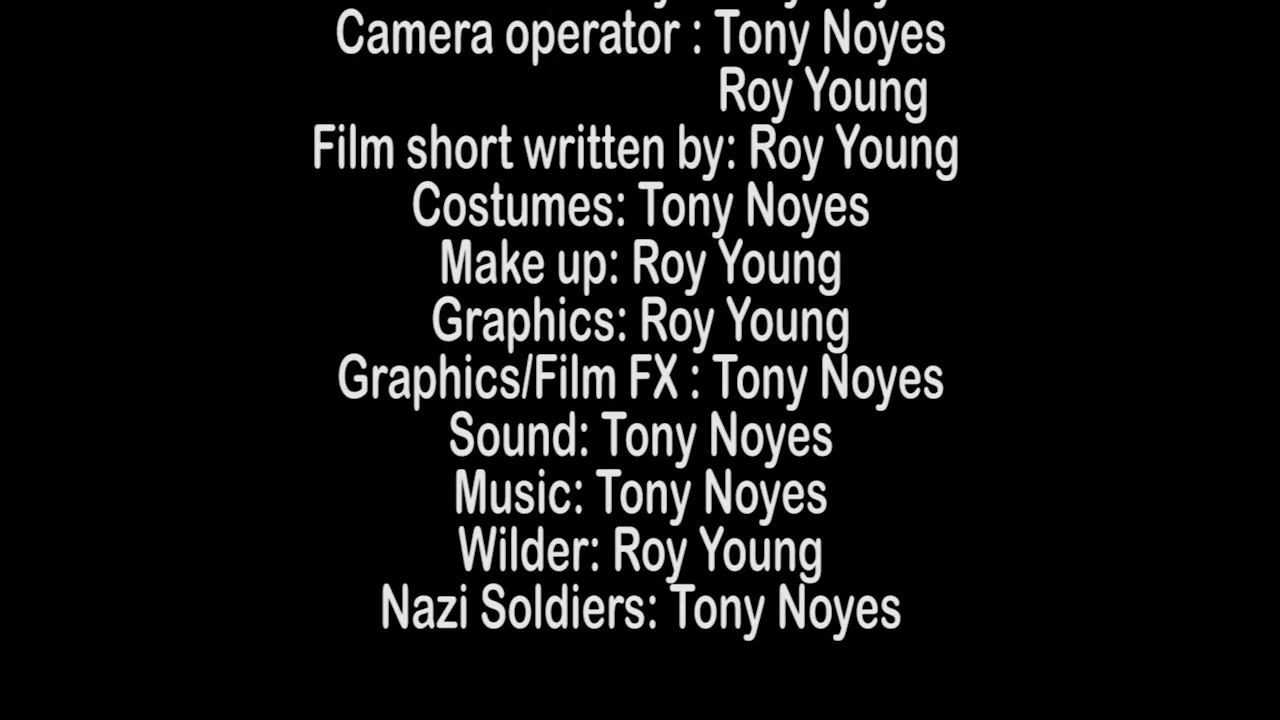 Camera operator : Tony Noyes
Roy Young
Film short written by: Roy Young
Costumes: Tony Noyes
Make up: Roy Young
Graphics: Roy Young
Graphics/Film FX : Tony Noyes
Sound: Tony Noyes
Music: Tony Noyes
Wilder: Roy Young
Nazi Soldiers: Tony Noyes